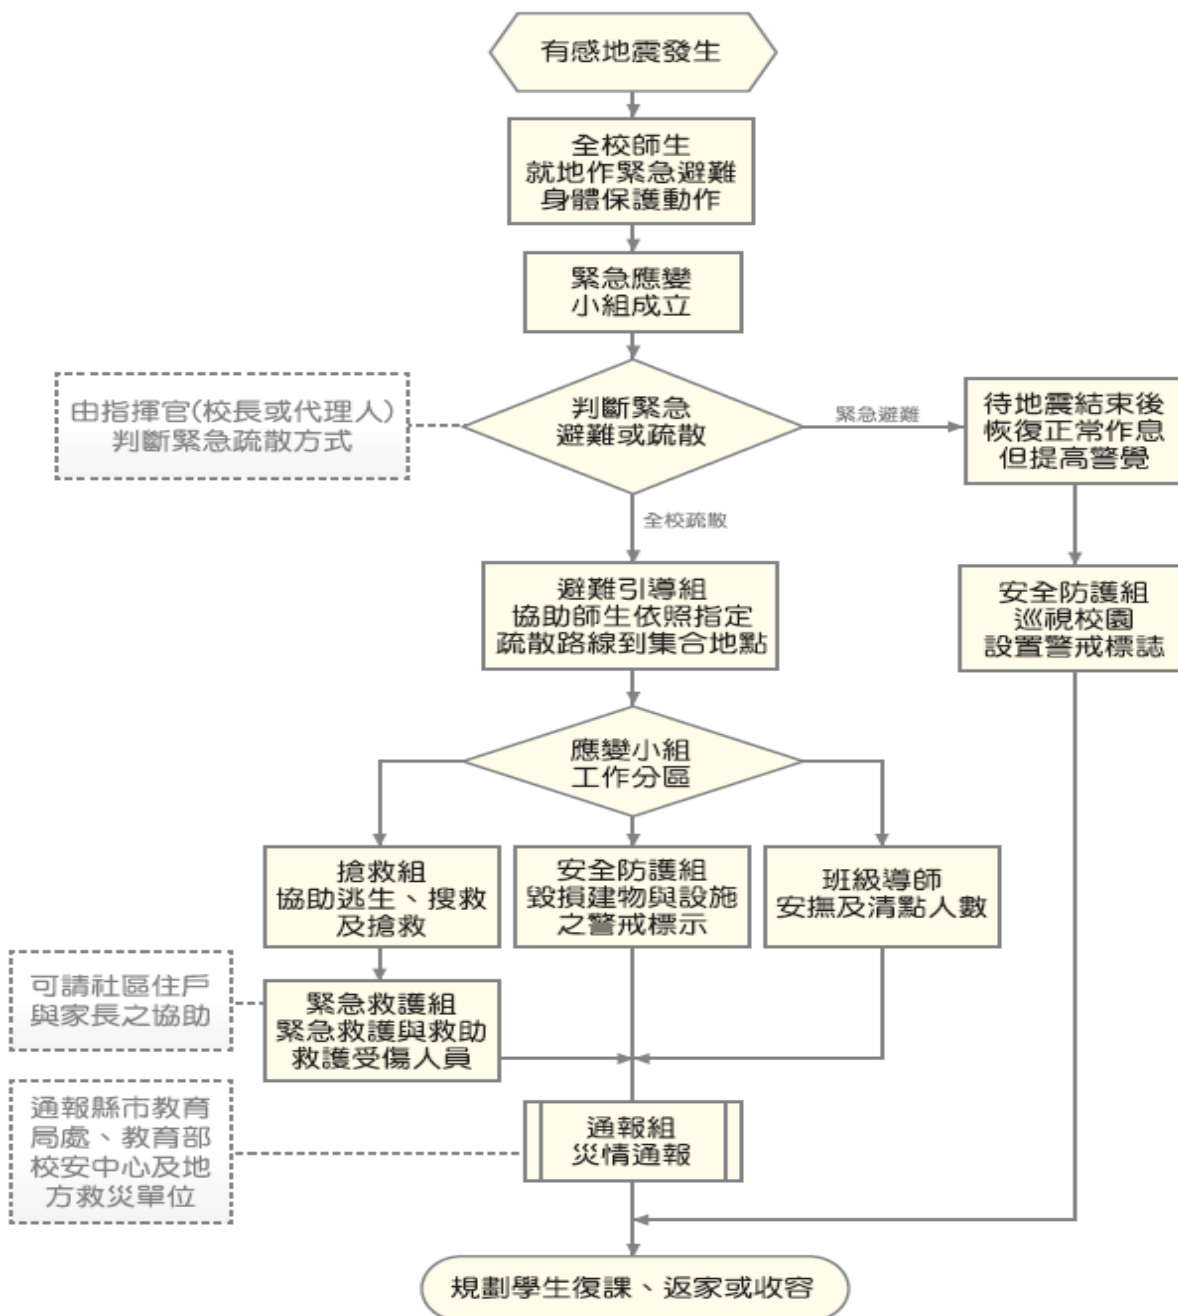 有感地震發生
全校師生
就地作緊急避難
身體保護動作
緊急應變
小組成立
由指揮官(校長或代理人)
判斷緊急疏散方式
判斷緊急
避難或疏散
緊急避難
待地震結束後
恢復正常作息
但提高警覺
全校疏散
避難引導組
協助師生依照指定
疏散路線到集合地點
安全防護組
巡視校園
設置警戒標誌
應變小組
工作分區
搶救組
協助逃生、搜救
及搶救
安全防護組
毀損建物與設施
之警戒標示
班級導師
安撫及清點人數
可請社區住戶
與家長之協助
緊急救護組
緊急救護與救助
救護受傷人員
通報縣市教育
局處、教育部
校安中心及地
方救災單位
通報組
災情通報
規劃學生復課、返家或收容